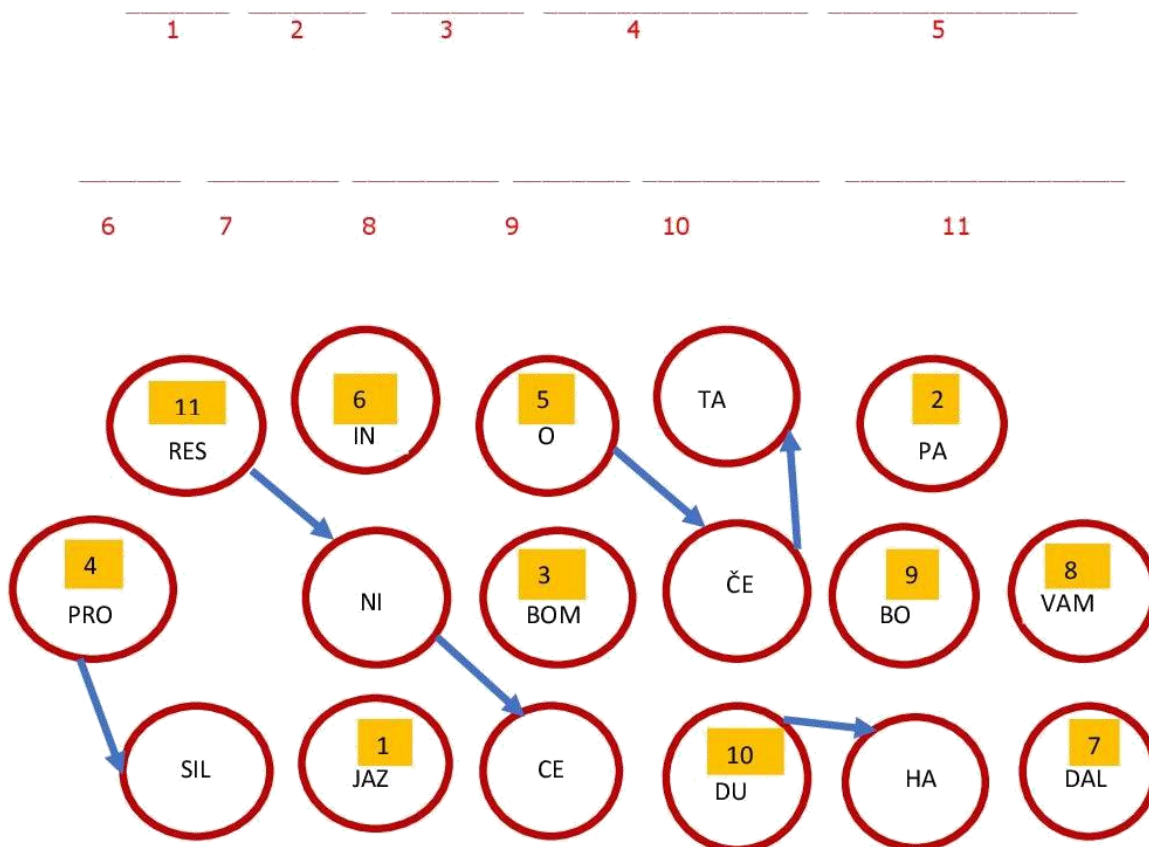 1 2 3 4 5
6 7 8 9 10 11
11 6 5 TA 2
RES IN O PA
4 NI 3 ČE 9 8
PRO BOM BO VAM
SIL 1 CE 10 HA 7
JAZ DU DAL